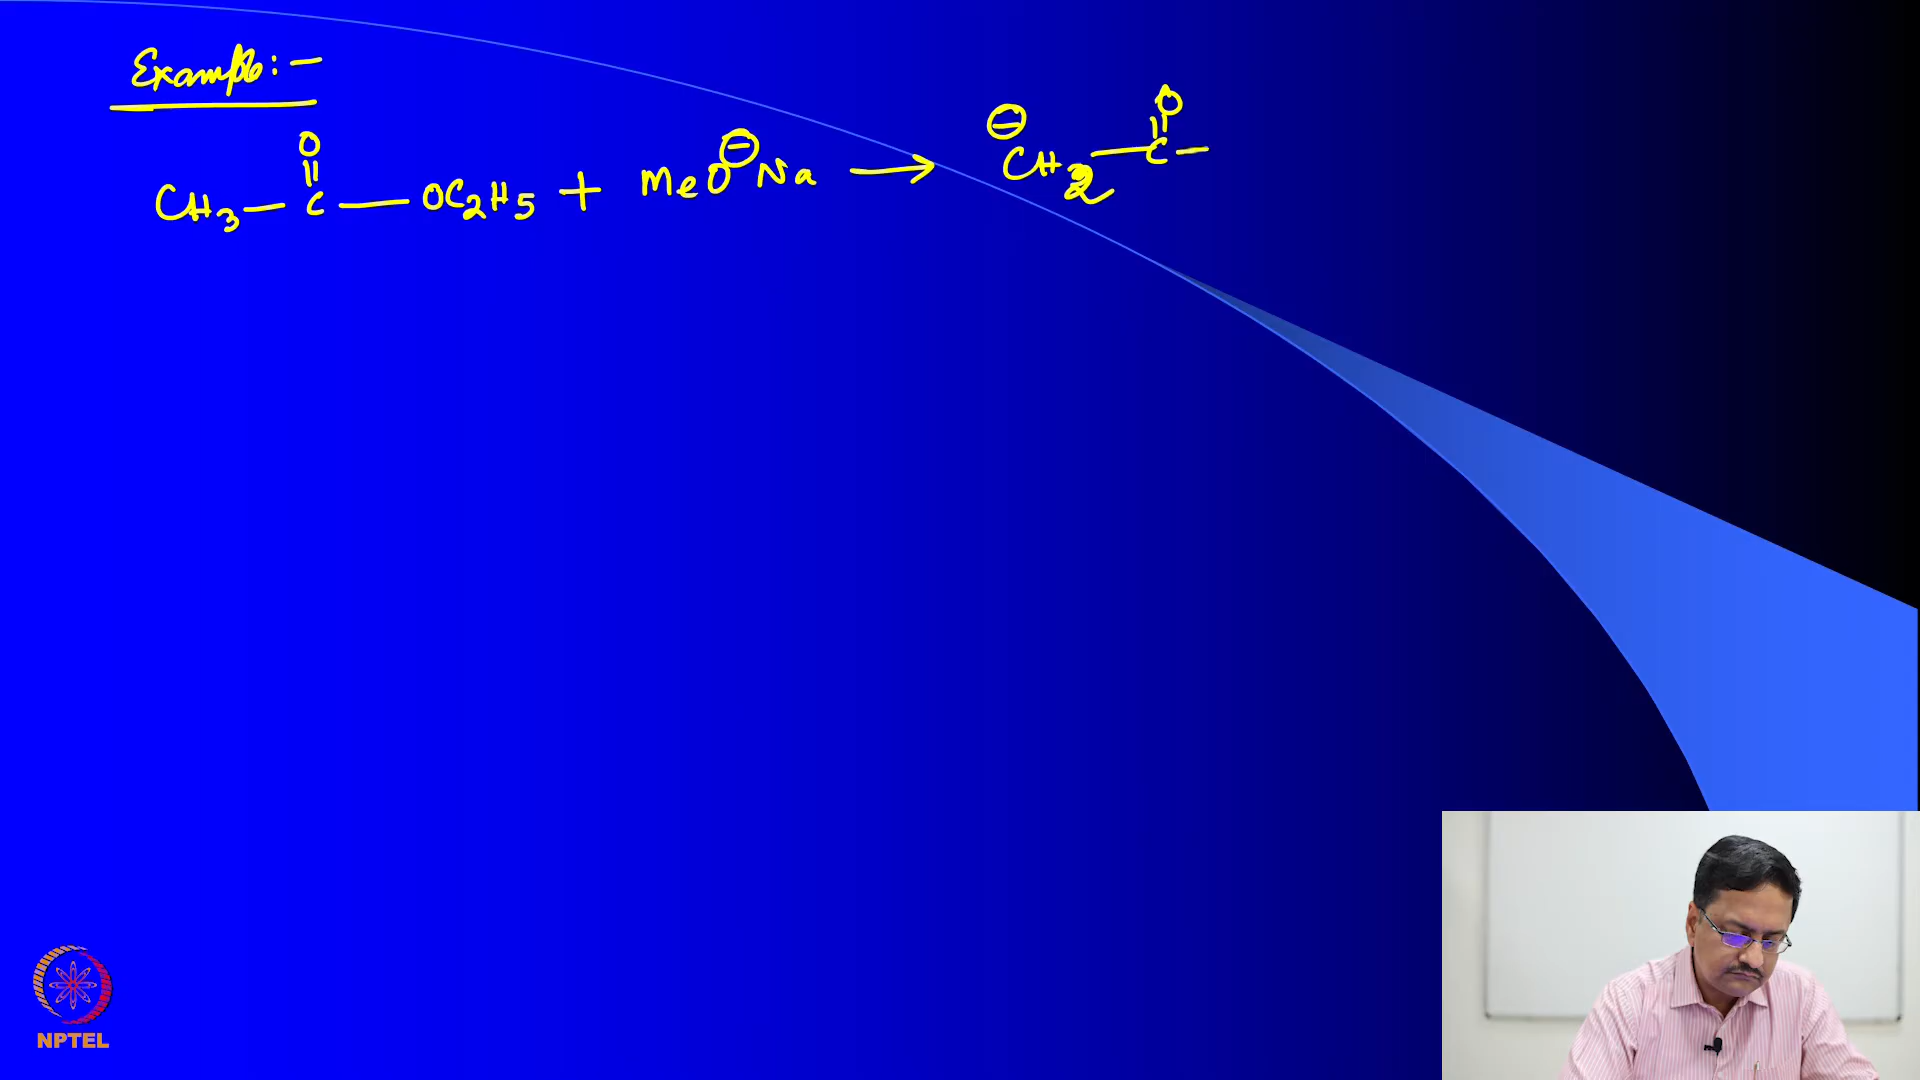 Example:-
CH3 — C(=O) — OC2H5 + MeO⊖Na → ⊖CH2 — C(=O) —
NPTEL